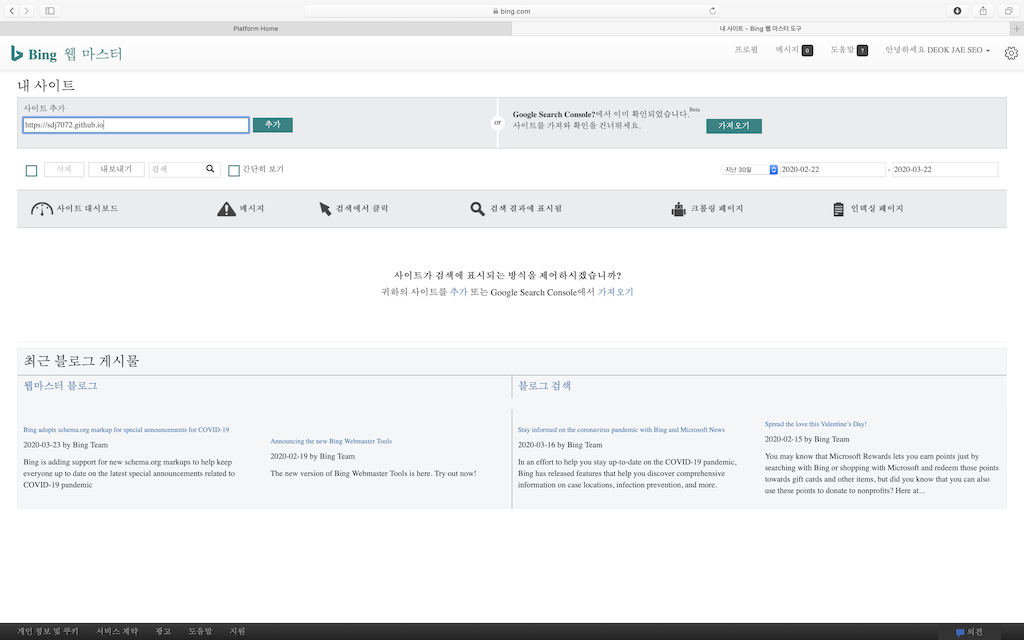 bing.com
Platform Home
내 사이트 - Bing 웹 마스터 도구
Bing 웹 마스터
프로필
메시지 0
도움말 ?
안녕하세요 DEOK JAE SEO
내 사이트
사이트 추가
https://sdj7072.github.io
추가
or
Google Search Console?에서 이미 확인되었습니다. Beta
사이트를 가져와 확인을 건너뛰세요.
가져오기
삭제
내보내기
검색
간단히 보기
지난 30일
2020-02-22
-
2020-03-22
사이트 대시보드
메시지
검색에서 클릭
검색 결과에 표시됨
크롤링 페이지
인덱싱 페이지
사이트가 검색에 표시되는 방식을 제어하시겠습니까?
귀하의 사이트를 추가 또는 Google Search Console에서 가져오기
최근 블로그 게시물
웹마스터 블로그
Bing adopts schema.org markup for special announcements for COVID-19
2020-03-23 by Bing Team
Bing is adding support for new schema.org markups to help keep
everyone up to date on the latest special announcements related to
COVID-19 pandemic
Announcing the new Bing Webmaster Tools
2020-02-19 by Bing Team
The new version of Bing Webmaster Tools is here. Try out now!
블로그 검색
Stay informed on the coronavirus pandemic with Bing and Microsoft News
2020-03-16 by Bing Team
In an effort to help you stay up-to-date on the COVID-19 pandemic,
Bing has released features that help you discover comprehensive
information on case locations, infection prevention, and more.
Spread the love this Valentine's Day!
2020-02-15 by Bing Team
You may know that Microsoft Rewards lets you earn points just by
searching with Bing or shopping with Microsoft and redeem those points
towards gift cards and other items, but did you know that you can also
use these points to donate to nonprofits? Here at...
개인 정보 및 쿠키
서비스 계약
광고
도움말
지원
의견